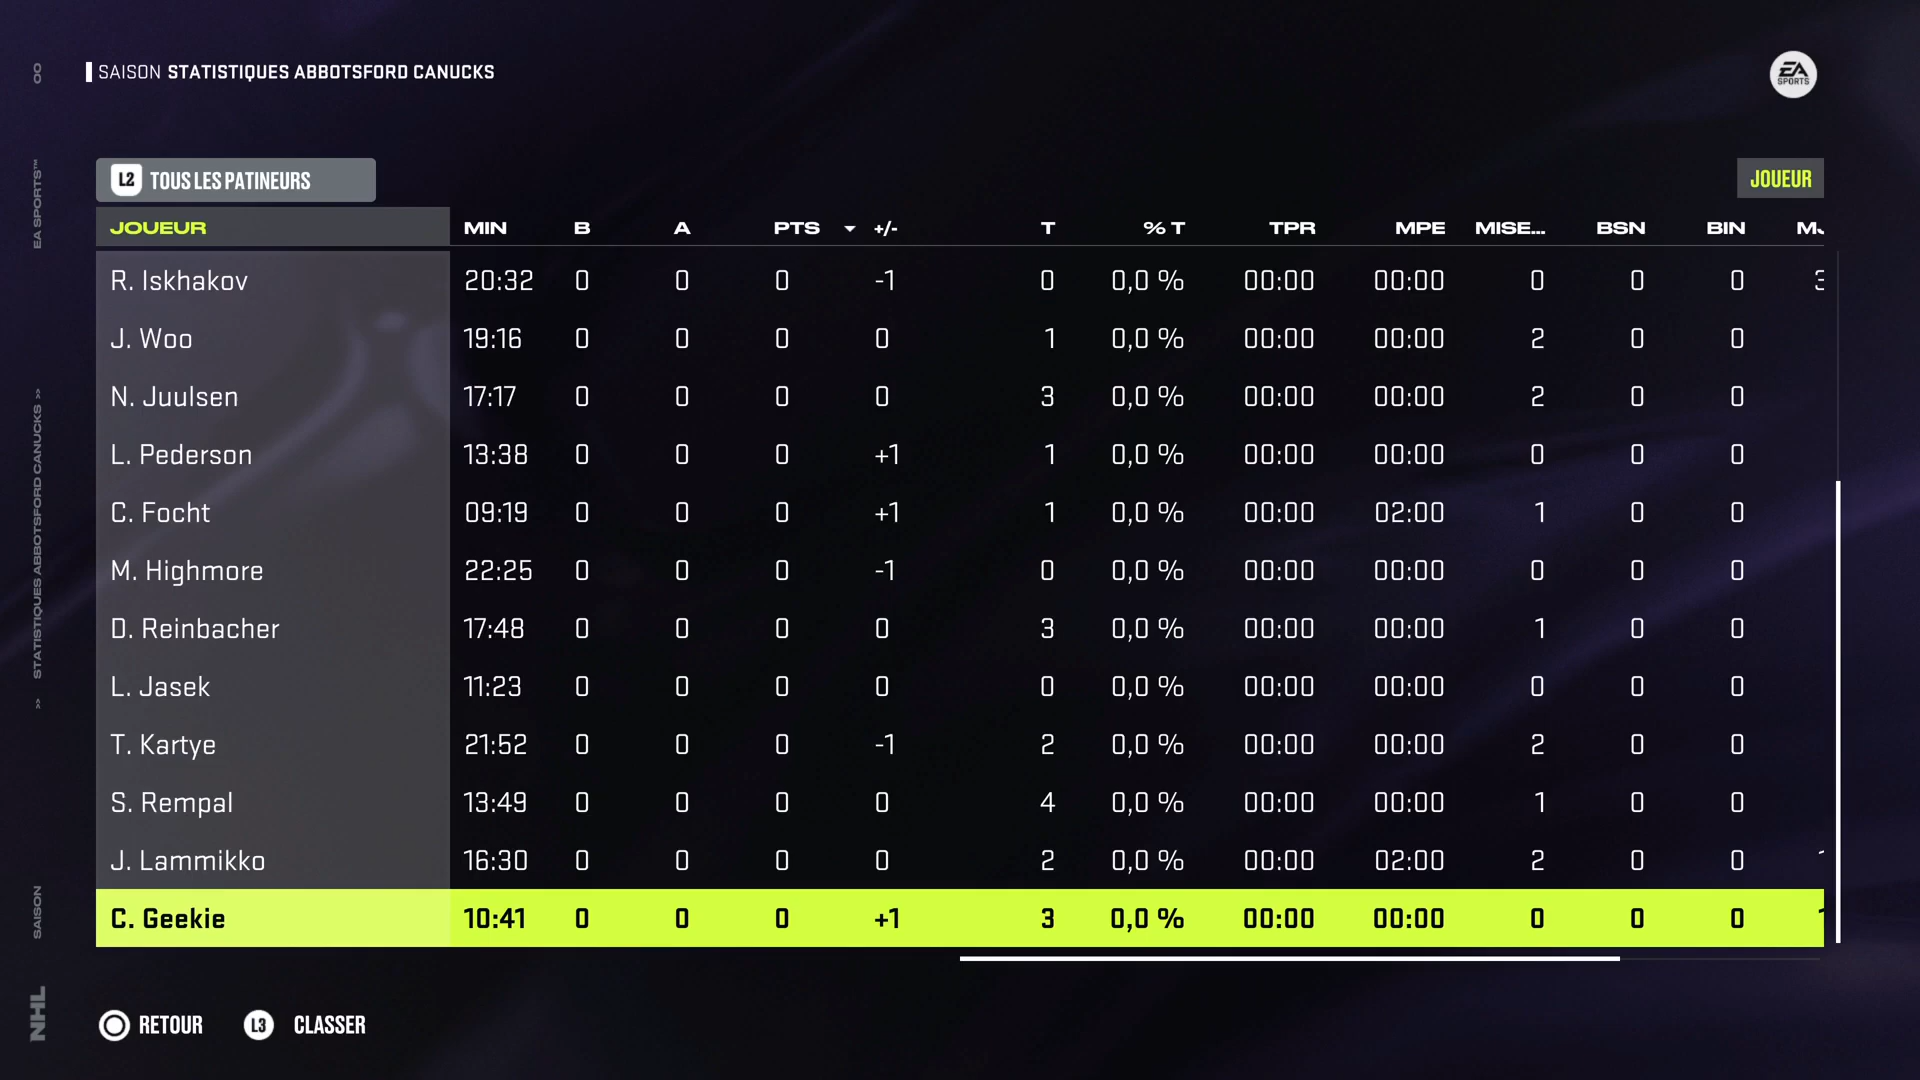 SAISON STATISTIQUES ABBOTSFORD CANUCKS
EA SPORTS
L2 TOUS LES PATINEURS
JOUEUR
JOUEUR MIN B A PTS +/- T % T TPR MPE MISE... BSN BIN
R. Iskhakov 20:32 0 0 0 -1 0 0,0 % 00:00 00:00 0 0 0
J. Woo 19:16 0 0 0 0 1 0,0 % 00:00 00:00 2 0 0
N. Juulsen 17:17 0 0 0 0 3 0,0 % 00:00 00:00 2 0 0
L. Pederson 13:38 0 0 0 +1 1 0,0 % 00:00 00:00 0 0 0
C. Focht 09:19 0 0 0 +1 1 0,0 % 00:00 02:00 1 0 0
M. Highmore 22:25 0 0 0 -1 0 0,0 % 00:00 00:00 0 0 0
D. Reinbacher 17:48 0 0 0 0 3 0,0 % 00:00 00:00 1 0 0
L. Jasek 11:23 0 0 0 0 0 0,0 % 00:00 00:00 0 0 0
T. Kartye 21:52 0 0 0 -1 2 0,0 % 00:00 00:00 2 0 0
S. Rempal 13:49 0 0 0 0 4 0,0 % 00:00 00:00 1 0 0
J. Lammikko 16:30 0 0 0 0 2 0,0 % 00:00 02:00 2 0 0
C. Geekie 10:41 0 0 0 +1 3 0,0 % 00:00 00:00 0 0 0
RETOUR L3 CLASSER
NHL SAISON >> STATISTIQUES ABBOTSFORD CANUCKS >> EA SPORTS™